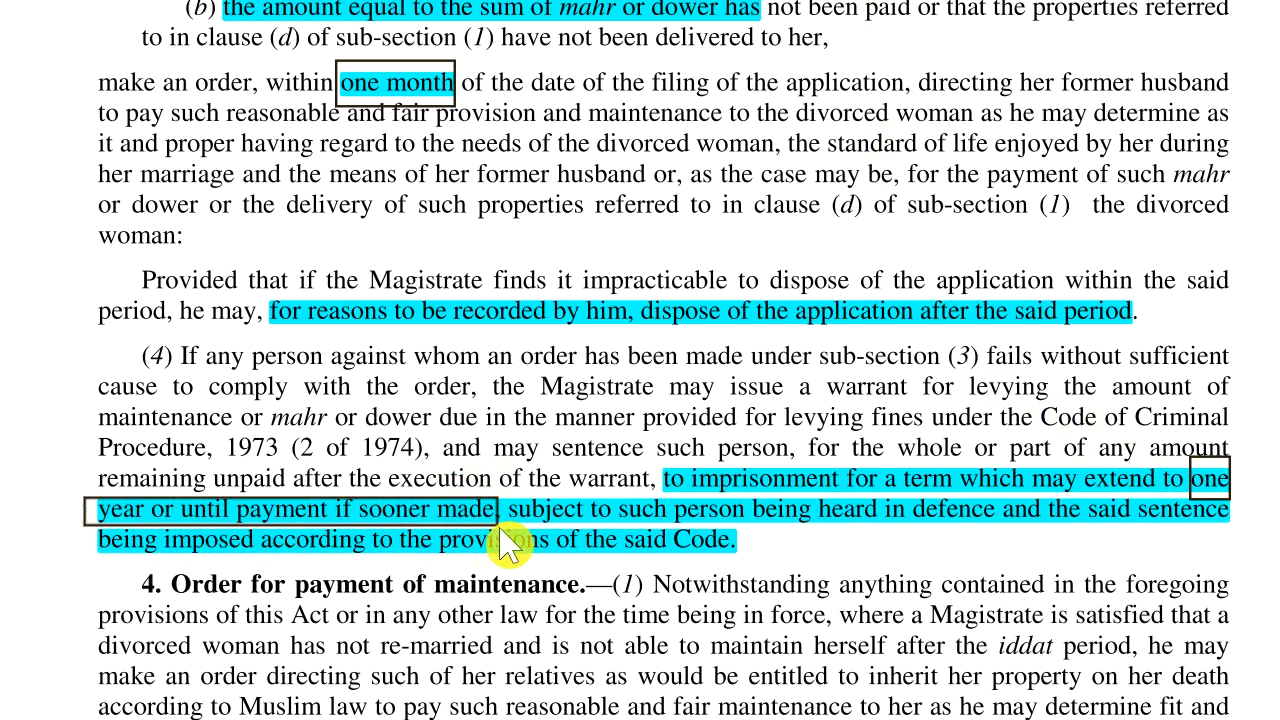 (b) the amount equal to the sum of mahr or dower has not been paid or that the properties referred
to in clause (d) of sub-section (1) have not been delivered to her,
make an order, within one month of the date of the filing of the application, directing her former husband
to pay such reasonable and fair provision and maintenance to the divorced woman as he may determine as
it and proper having regard to the needs of the divorced woman, the standard of life enjoyed by her during
her marriage and the means of her former husband or, as the case may be, for the payment of such mahr
or dower or the delivery of such properties referred to in clause (d) of sub-section (1) the divorced
woman:
Provided that if the Magistrate finds it impracticable to dispose of the application within the said
period, he may, for reasons to be recorded by him, dispose of the application after the said period.
(4) If any person against whom an order has been made under sub-section (3) fails without sufficient
cause to comply with the order, the Magistrate may issue a warrant for levying the amount of
maintenance or mahr or dower due in the manner provided for levying fines under the Code of Criminal
Procedure, 1973 (2 of 1974), and may sentence such person, for the whole or part of any amount
remaining unpaid after the execution of the warrant, to imprisonment for a term which may extend to one
year or until payment if sooner made, subject to such person being heard in defence and the said sentence
being imposed according to the provisions of the said Code.
4. Order for payment of maintenance.—(1) Notwithstanding anything contained in the foregoing
provisions of this Act or in any other law for the time being in force, where a Magistrate is satisfied that a
divorced woman has not re-married and is not able to maintain herself after the iddat period, he may
make an order directing such of her relatives as would be entitled to inherit her property on her death
according to Muslim law to pay such reasonable and fair maintenance to her as he may determine fit and